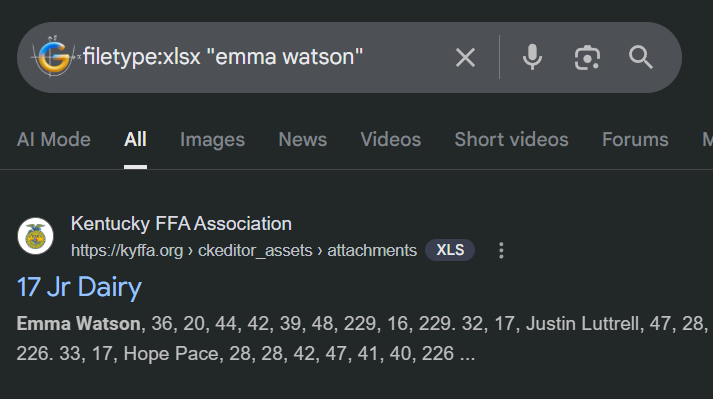 filetype:xlsx "emma watson"
AI Mode All Images News Videos Short videos Forums M
Kentucky FFA Association
https://kyffa.org › ckeditor_assets › attachments XLS
17 Jr Dairy
Emma Watson, 36, 20, 44, 42, 39, 48, 229, 16, 229. 32, 17, Justin Luttrell, 47, 28,
226. 33, 17, Hope Pace, 28, 28, 42, 47, 41, 40, 226 ...